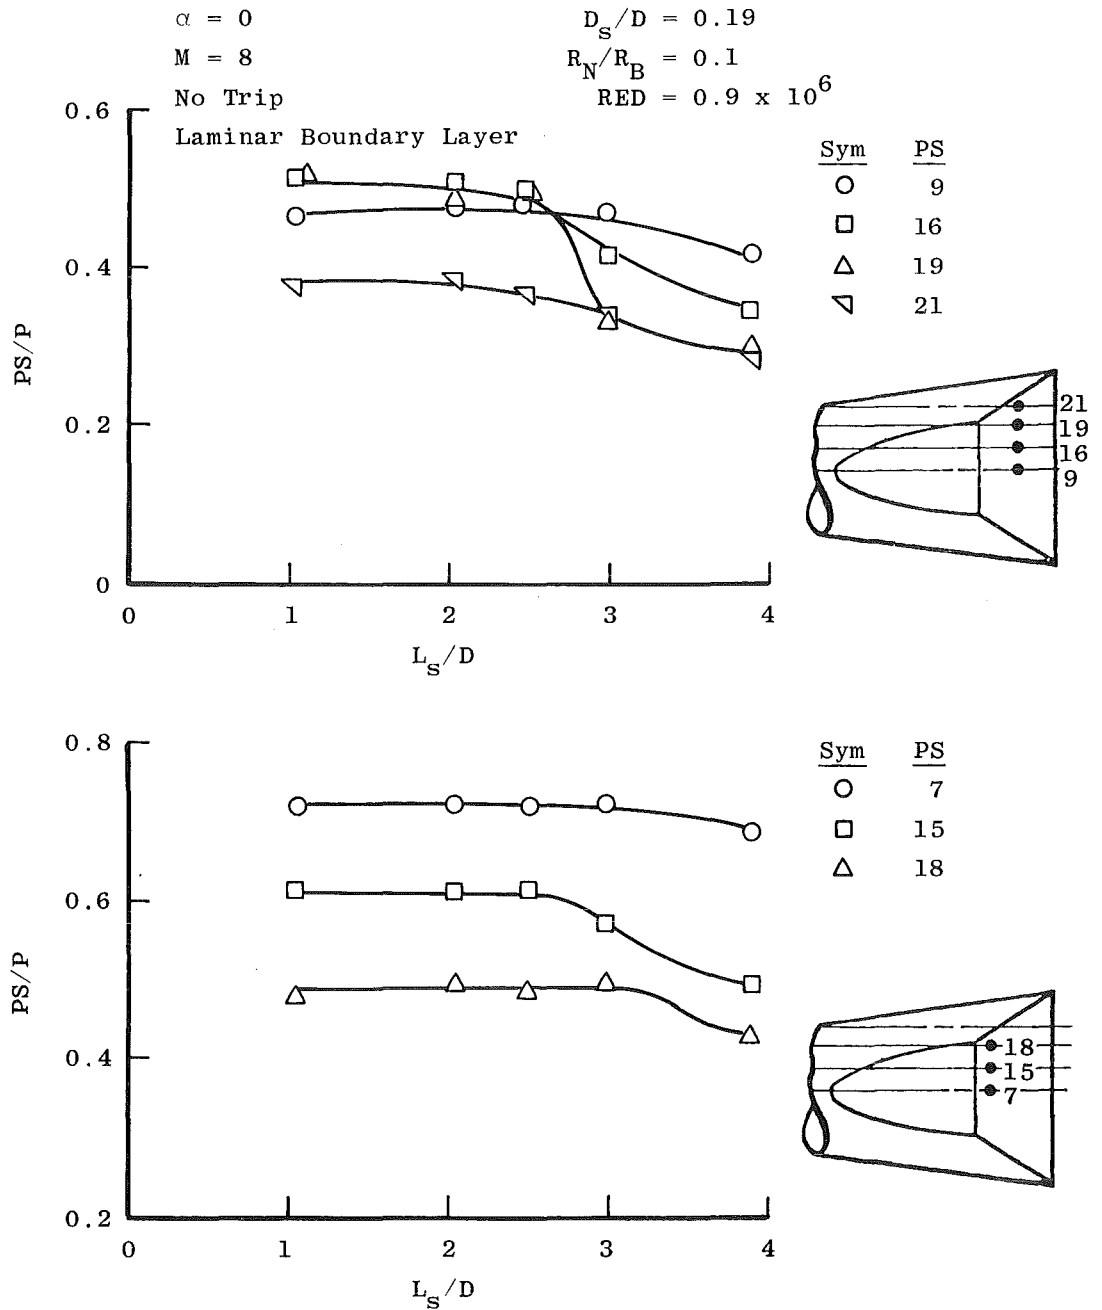 α = 0 D_s/D = 0.19
M = 8 R_N/R_B = 0.1
No Trip RED = 0.9 x 10^6
Laminar Boundary Layer
Sym PS
○ 9
□ 16
△ 19
◹ 21
0.6
0.4
0.2
0
PS/P
0 1 2 3 4
L_s/D
21
19
16
9
Sym PS
○ 7
□ 15
△ 18
0.8
0.6
0.4
0.2
PS/P
0 1 2 3 4
L_s/D
18
15
7